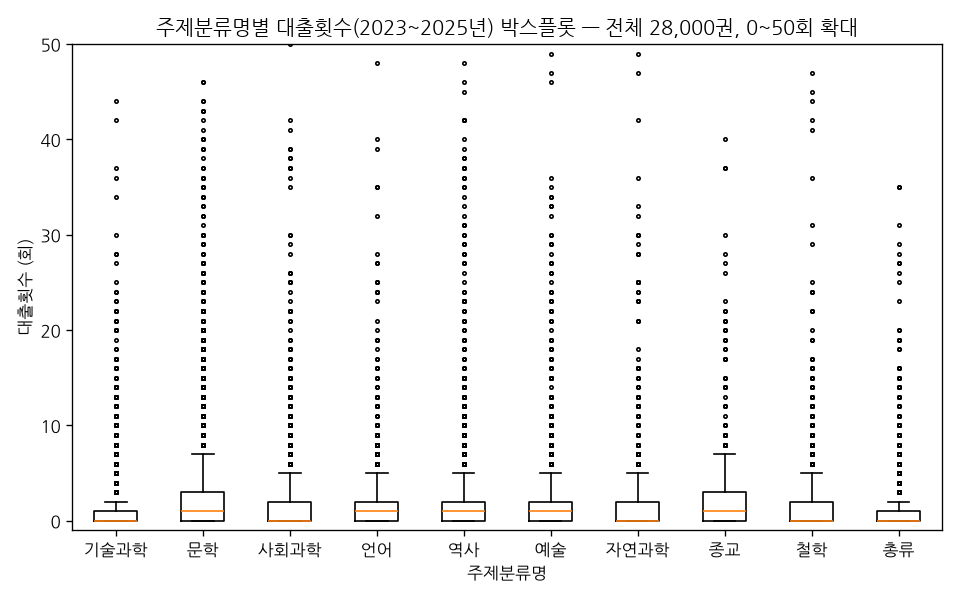 주제분류명별 대출횟수(2023~2025년) 박스플롯 — 전체 28,000권, 0~50회 확대
대출횟수 (회)
50
40
30
20
10
0
기술과학 문학 사회과학 언어 역사 예술 자연과학 종교 철학 총류
주제분류명